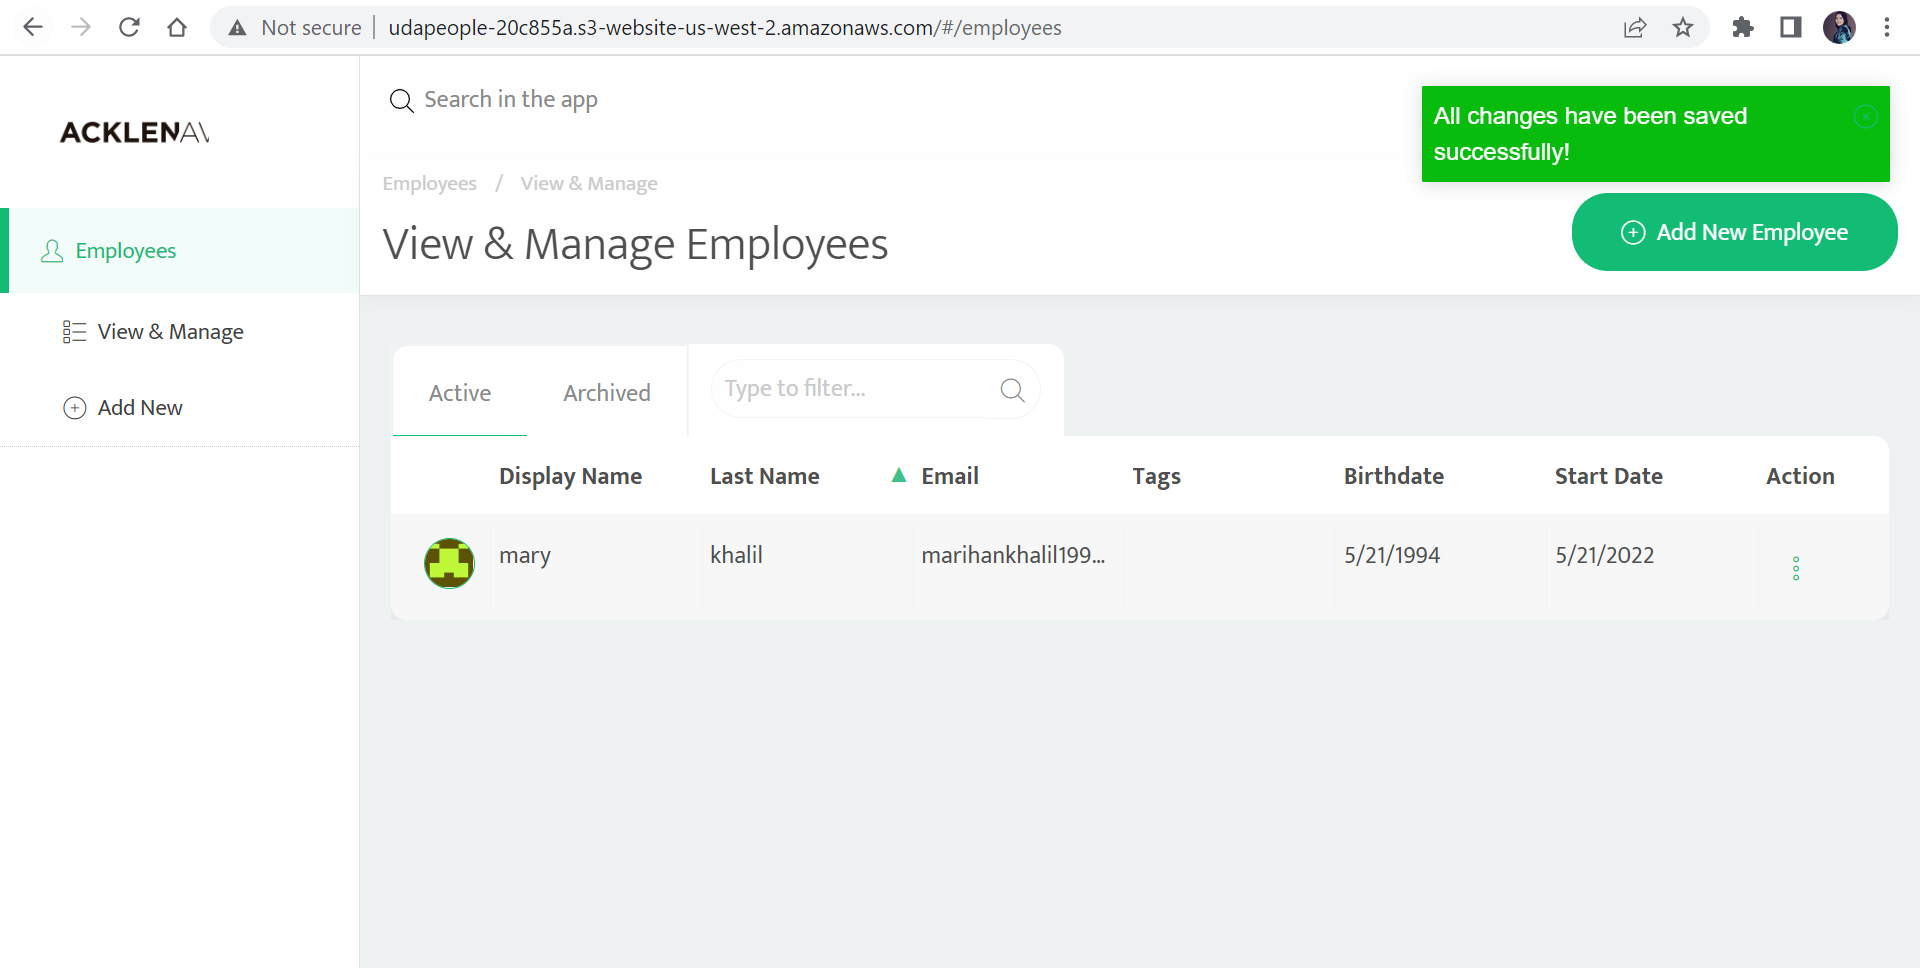 Not secure | udapeople-20c855a.s3-website-us-west-2.amazonaws.com/#/employees
Search in the app
All changes have been saved
successfully!
ACKLENAV
Employees / View & Manage
View & Manage Employees
Add New Employee
Employees
View & Manage
Add New
Active Archived Type to filter...
Display Name Last Name Email Tags Birthdate Start Date Action
mary khalil marihankhalil199... 5/21/1994 5/21/2022